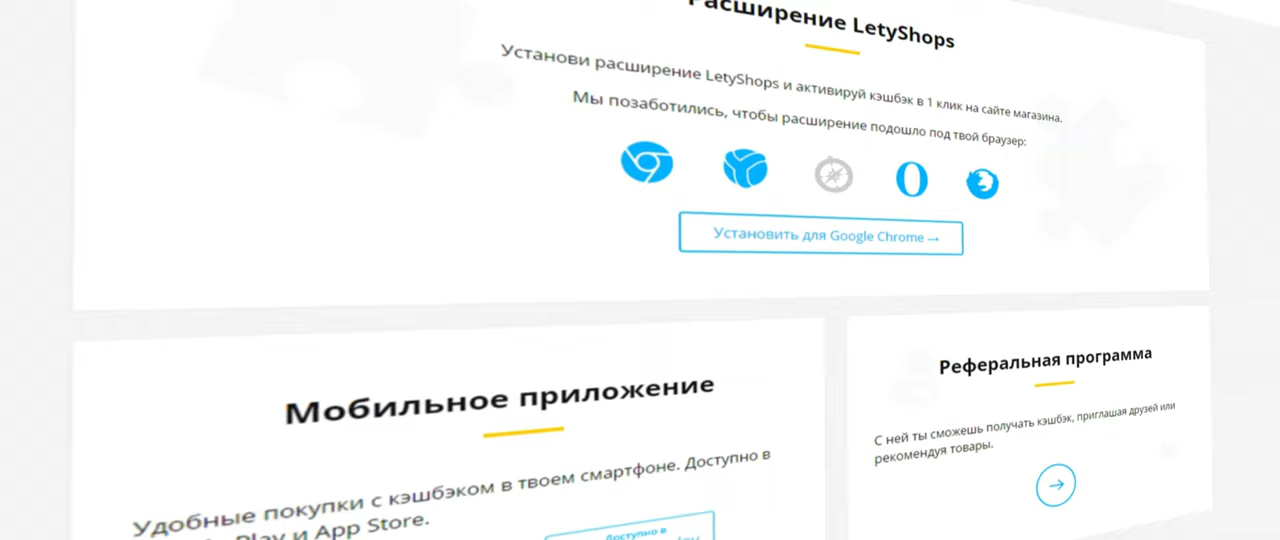 Расширение LetyShops
Установи расширение LetyShops и активируй кэшбэк в 1 клик на сайте магазина.
Мы позаботились, чтобы расширение подошло под твой браузер:
Установить для Google Chrome →
Мобильное приложение
Удобные покупки с кэшбэком в твоем смартфоне. Доступно в
Play и App Store.
Доступно в
Реферальная программа
С ней ты сможешь получать кэшбэк, приглашая друзей или
рекомендуя товары.